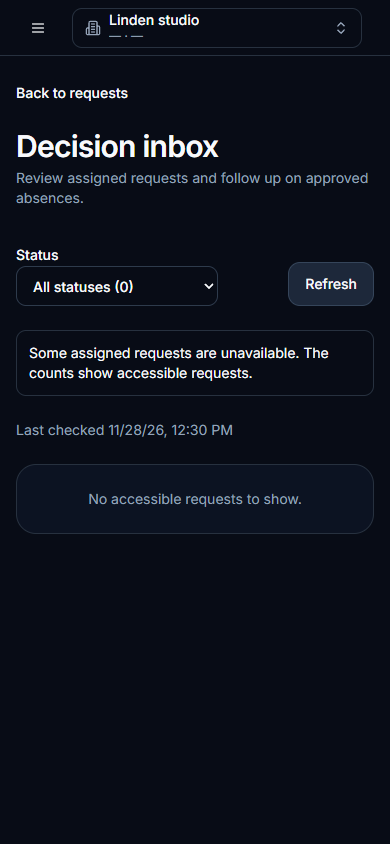 Linden studio
— · —
Back to requests
Decision inbox
Review assigned requests and follow up on approved
absences.
Status
All statuses (0)
Refresh
Some assigned requests are unavailable. The
counts show accessible requests.
Last checked 11/28/26, 12:30 PM
No accessible requests to show.